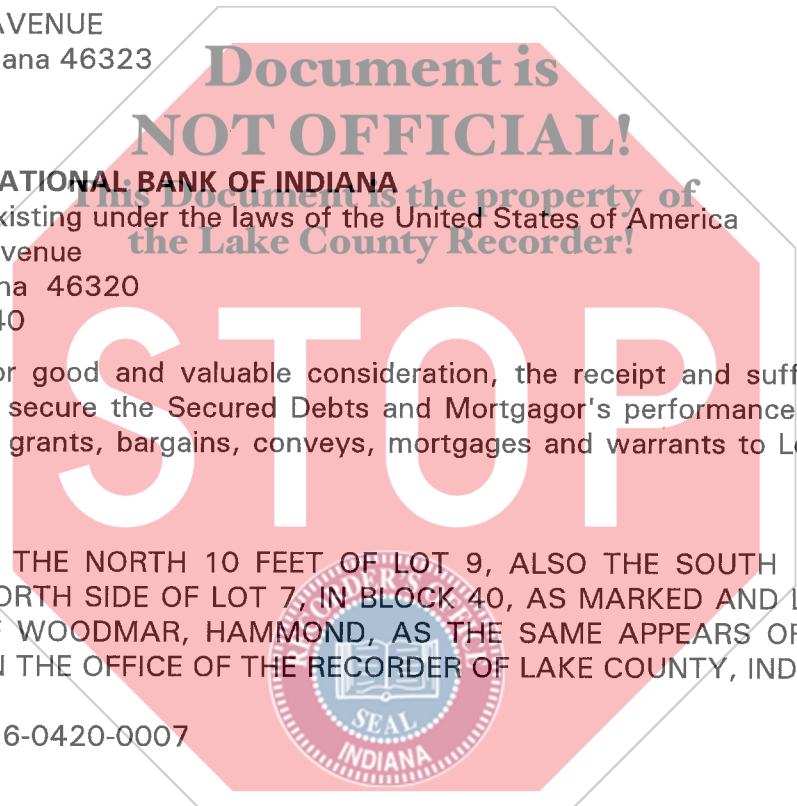 AVENUE
iana 46323
Document is
NOT OFFICIAL!
ATIONAL BANK OF INDIANA
This Document is the property of
xisting under the laws of the United States of America
the Lake County Recorder!
venue
na 46320
40
STOP
or good and valuable consideration, the receipt and suff
secure the Secured Debts and Mortgagor's performance
grants, bargains, conveys, mortgages and warrants to L
THE NORTH 10 FEET OF LOT 9, ALSO THE SOUTH
ORTH SIDE OF LOT 7, IN BLOCK 40, AS MARKED AND L
F WOODMAR, HAMMOND, AS THE SAME APPEARS OF
N THE OFFICE OF THE RECORDER OF LAKE COUNTY, IND
RECORDER'S OFFICE
SEAL
INDIANA
6-0420-0007